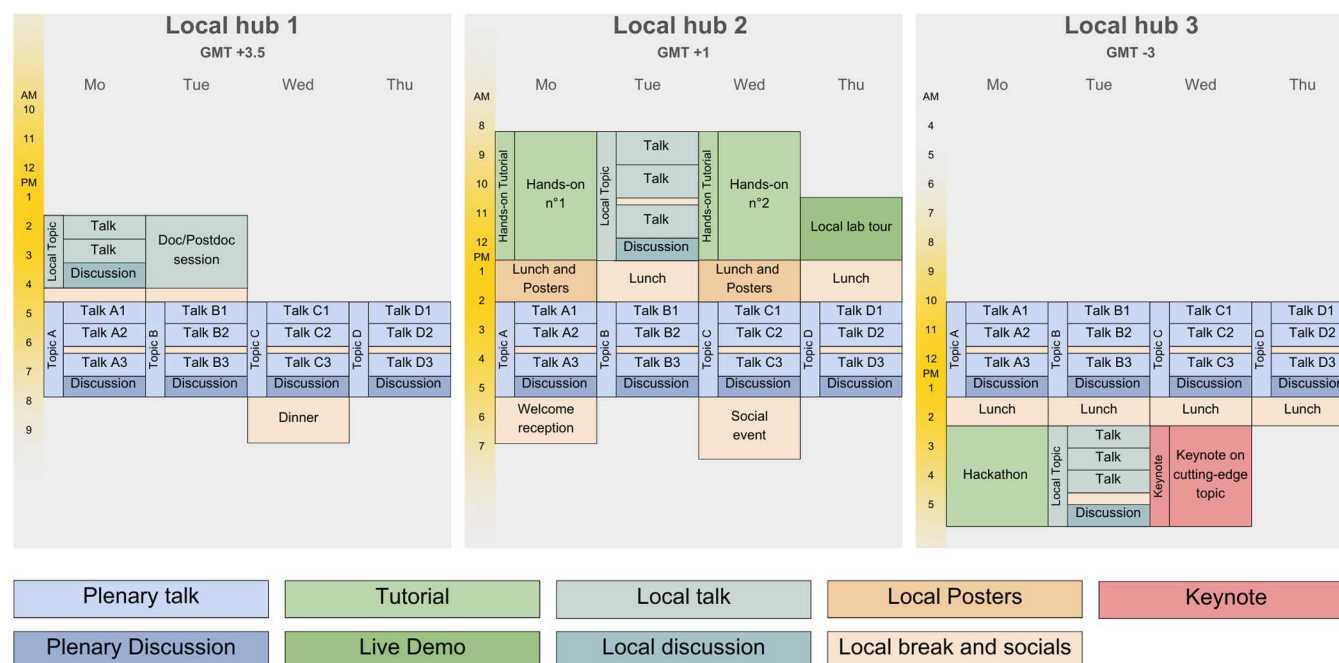 Local hub 1
GMT +3.5
Mo Tue Wed Thu
AM
10
11
12
PM
1
2
3
4
5
6
7
8
9
Local Topic
Talk
Talk
Discussion
Doc/Postdoc
session
Topic A
Talk A1
Talk A2
Talk A3
Discussion
Topic B
Talk B1
Talk B2
Talk B3
Discussion
Topic C
Talk C1
Talk C2
Talk C3
Discussion
Topic D
Talk D1
Talk D2
Talk D3
Discussion
Dinner
Local hub 2
GMT +1
Mo Tue Wed Thu
AM
8
9
10
11
12
PM
1
2
3
4
5
6
7
Hands-on Tutorial
Hands-on
n°1
Local Topic
Talk
Talk
Talk
Discussion
Hands-on Tutorial
Hands-on
n°2
Local lab tour
Lunch and
Posters
Lunch
Lunch and
Posters
Lunch
Topic A
Talk A1
Talk A2
Talk A3
Discussion
Topic B
Talk B1
Talk B2
Talk B3
Discussion
Topic C
Talk C1
Talk C2
Talk C3
Discussion
Topic D
Talk D1
Talk D2
Talk D3
Discussion
Welcome
reception
Social
event
Local hub 3
GMT -3
Mo Tue Wed Thu
AM
4
5
6
7
8
9
10
11
12
PM
1
2
3
4
5
Topic A
Talk A1
Talk A2
Talk A3
Discussion
Topic B
Talk B1
Talk B2
Talk B3
Discussion
Topic C
Talk C1
Talk C2
Talk C3
Discussion
Topic D
Talk D1
Talk D2
Talk D3
Discussion
Lunch
Lunch
Lunch
Lunch
Hackathon
Local Topic
Talk
Talk
Talk
Discussion
Keynote
Keynote on
cutting-edge
topic
Plenary talk
Tutorial
Local talk
Local Posters
Keynote
Plenary Discussion
Live Demo
Local discussion
Local break and socials